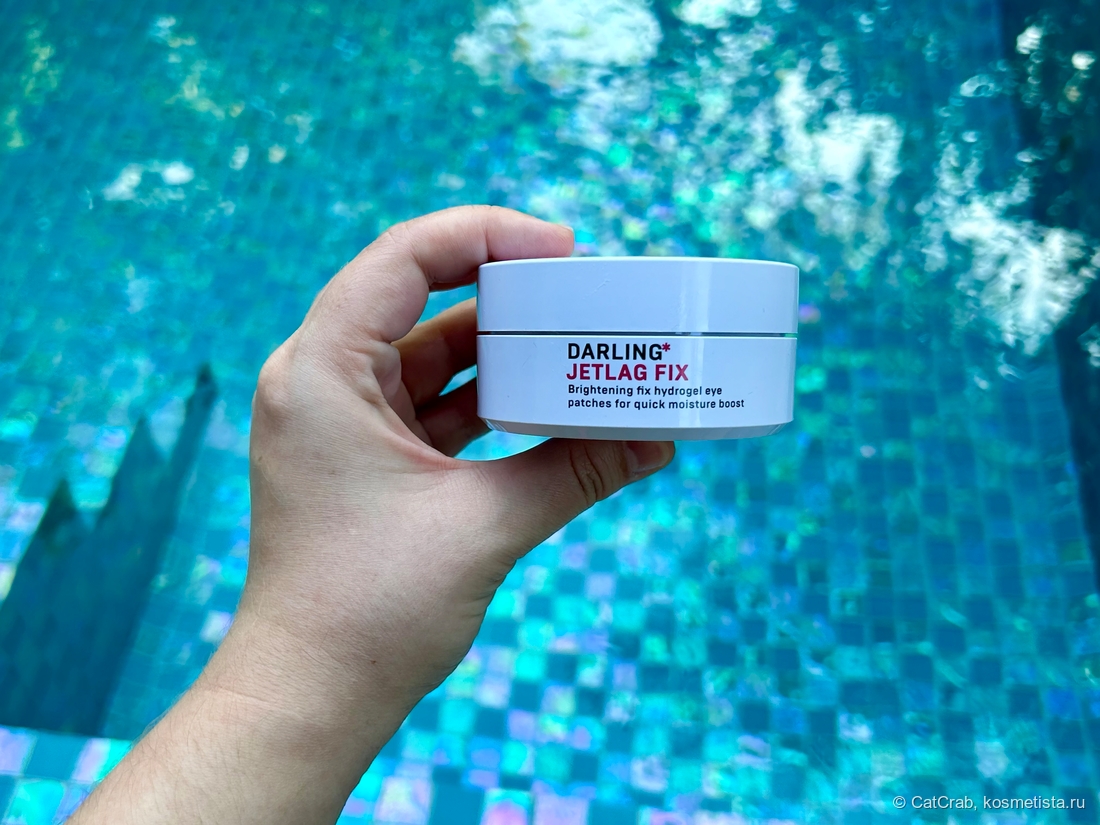 DARLING*
JETLAG FIX
Brightening fix hydrogel eye
patches for quick moisture boost
© CatCrab, kosmetista.ru